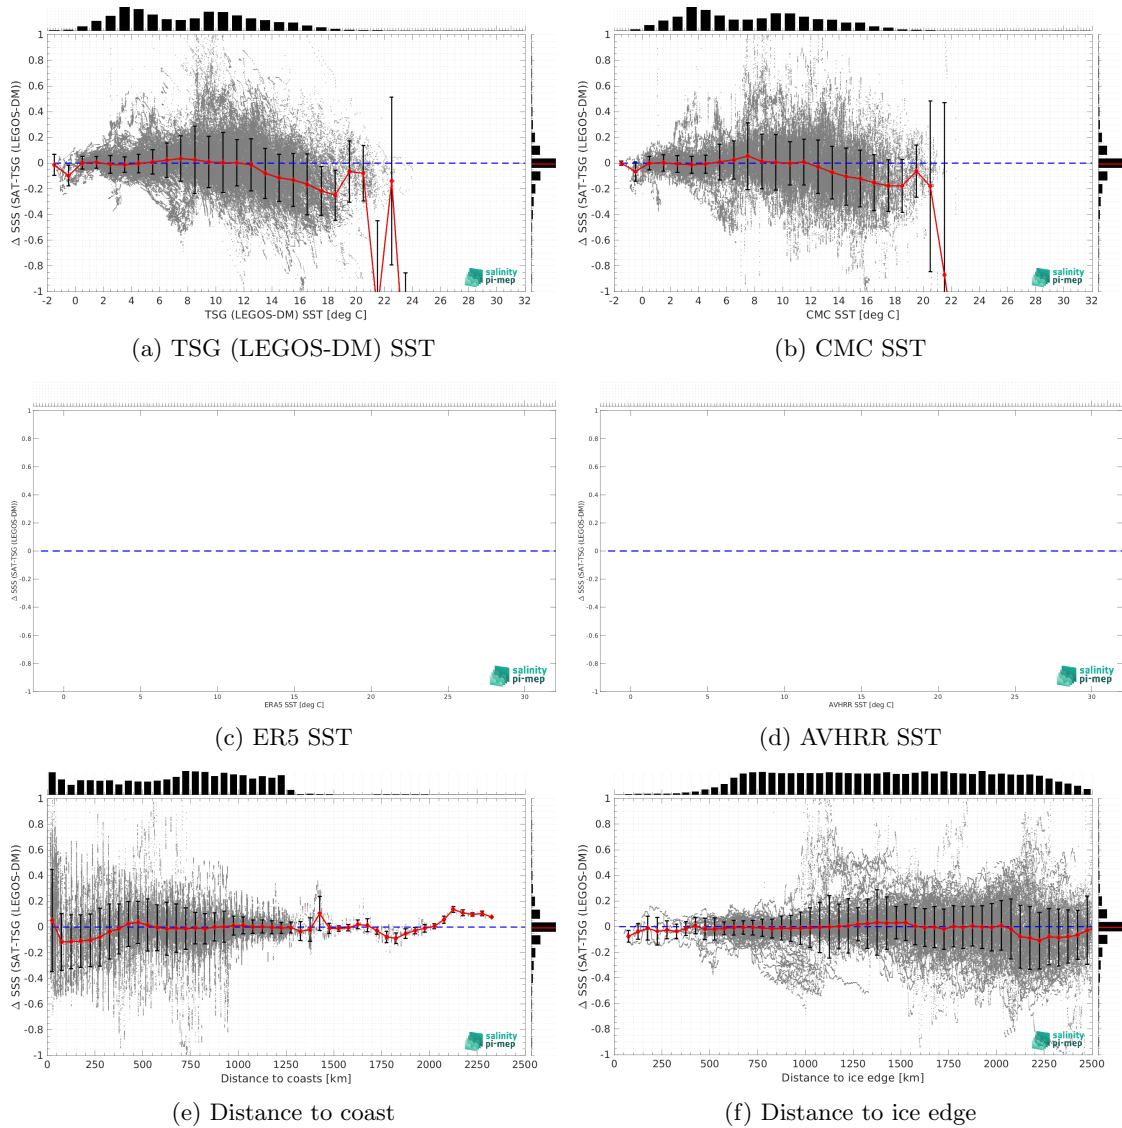 1
0.8
0.6
0.4
0.2
0
-0.2
-0.4
-0.6
-0.8
-1
Δ SSS (SAT-TSG (LEGOS-DM))
salinity
pi-mep
-2 0 2 4 6 8 10 12 14 16 18 20 22 24 26 28 30 32
TSG (LEGOS-DM) SST [deg C]
(a) TSG (LEGOS-DM) SST
1
0.8
0.6
0.4
0.2
0
-0.2
-0.4
-0.6
-0.8
-1
Δ SSS (SAT-TSG (LEGOS-DM))
salinity
pi-mep
-2 0 2 4 6 8 10 12 14 16 18 20 22 24 26 28 30 32
CMC SST [deg C]
(b) CMC SST
1
0.8
0.6
0.4
0.2
0
-0.2
-0.4
-0.6
-0.8
-1
Δ SSS (SAT-TSG (LEGOS-DM))
salinity
pi-mep
0 5 10 15 20 25 30
ERA5 SST [deg C]
(c) ER5 SST
1
0.8
0.6
0.4
0.2
0
-0.2
-0.4
-0.6
-0.8
-1
Δ SSS (SAT-TSG (LEGOS-DM))
salinity
pi-mep
0 5 10 15 20 25 30
AVHRR SST [deg C]
(d) AVHRR SST
1
0.8
0.6
0.4
0.2
0
-0.2
-0.4
-0.6
-0.8
-1
Δ SSS (SAT-TSG (LEGOS-DM))
salinity
pi-mep
0 250 500 750 1000 1250 1500 1750 2000 2250 2500
Distance to coasts [km]
(e) Distance to coast
1
0.8
0.6
0.4
0.2
0
-0.2
-0.4
-0.6
-0.8
-1
Δ SSS (SAT-TSG (LEGOS-DM))
salinity
pi-mep
0 250 500 750 1000 1250 1500 1750 2000 2250 2500
Distance to ice edge [km]
(f) Distance to ice edge